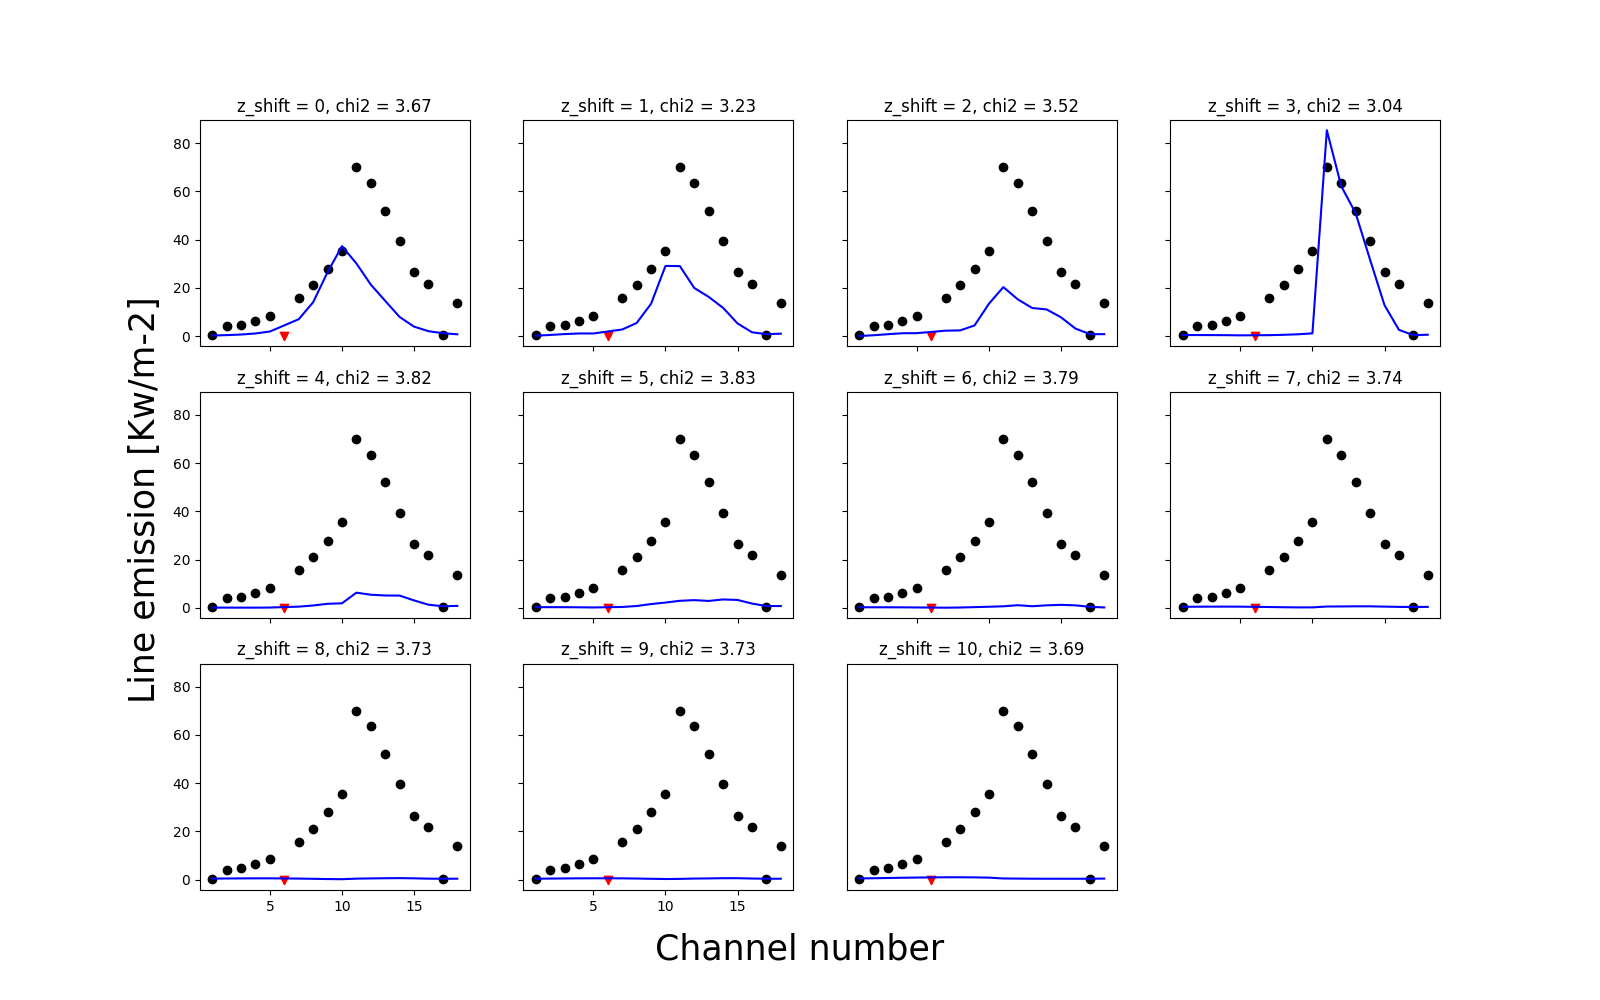 z_shift = 0, chi2 = 3.67
z_shift = 1, chi2 = 3.23
z_shift = 2, chi2 = 3.52
z_shift = 3, chi2 = 3.04
80
60
40
20
0
z_shift = 4, chi2 = 3.82
z_shift = 5, chi2 = 3.83
z_shift = 6, chi2 = 3.79
z_shift = 7, chi2 = 3.74
80
60
40
20
0
Line emission [Kw/m-2]
z_shift = 8, chi2 = 3.73
z_shift = 9, chi2 = 3.73
z_shift = 10, chi2 = 3.69
80
60
40
20
0
5 10 15
5 10 15
Channel number